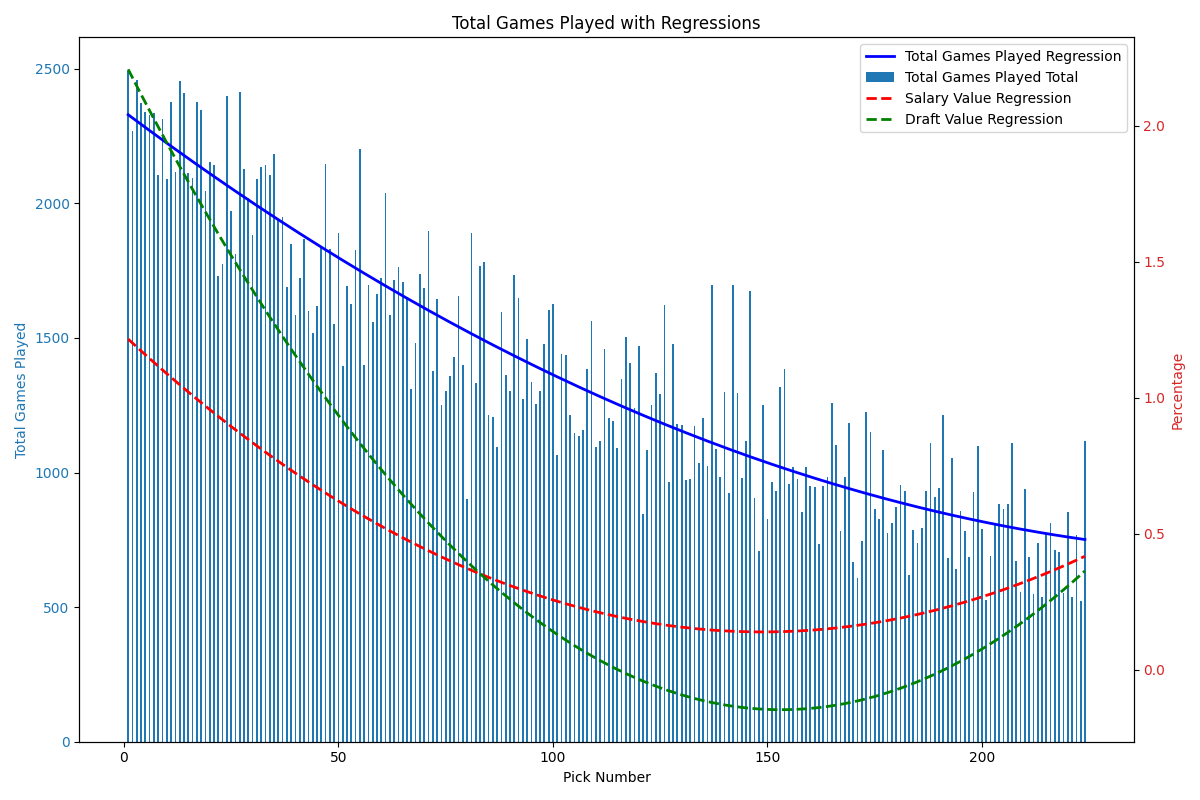 Total Games Played with Regressions
Total Games Played Regression
Total Games Played Total
Salary Value Regression
Draft Value Regression
Total Games Played
2500
2000
1500
1000
500
0
Percentage
2.0
1.5
1.0
0.5
0.0
0
50
100
150
200
Pick Number